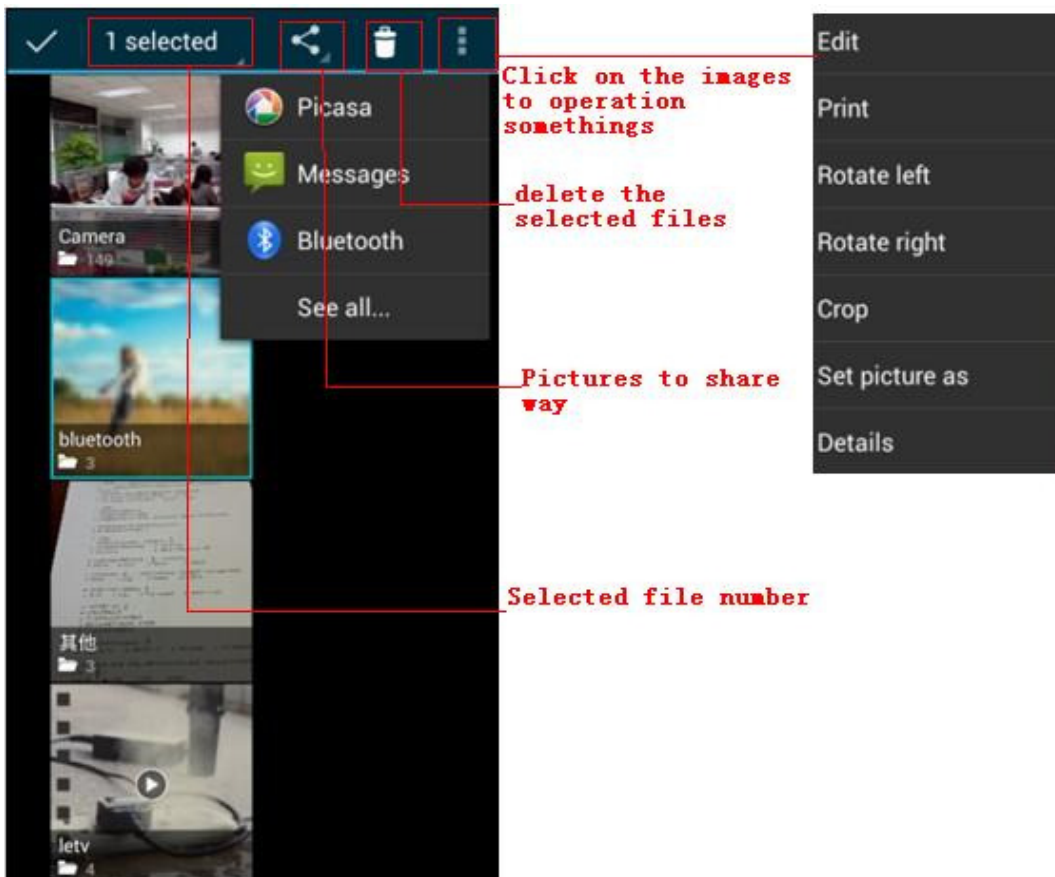 1 selected
Picasa
Messages
Bluetooth
See all...
Camera
149
bluetooth
3
其他
3
letv
4
Click on the images
to operation
somethings
delete the
selected files
Pictures to share
way
Selected file number
Edit
Print
Rotate left
Rotate right
Crop
Set picture as
Details